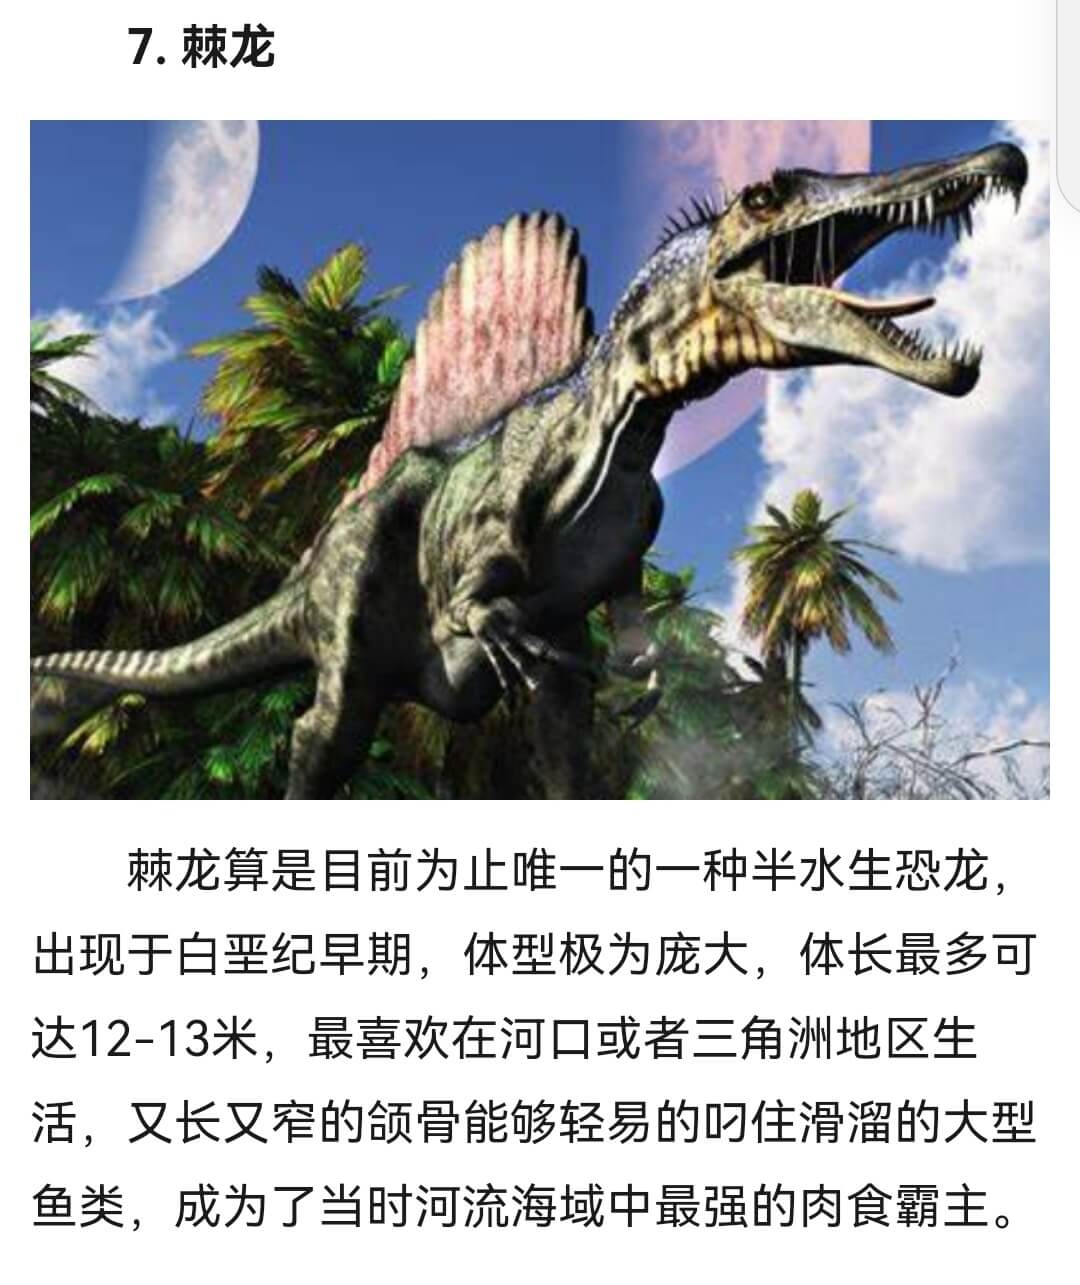 7. 棘龙
棘龙算是目前为止唯一的一种半水生恐龙，
出现于白垩纪早期，体型极为庞大，体长最多可
达12-13米，最喜欢在河口或者三角洲地区生
活，又长又窄的颌骨能够轻易的叼住滑溜的大型
鱼类，成为了当时河流海域中最强的肉食霸主。